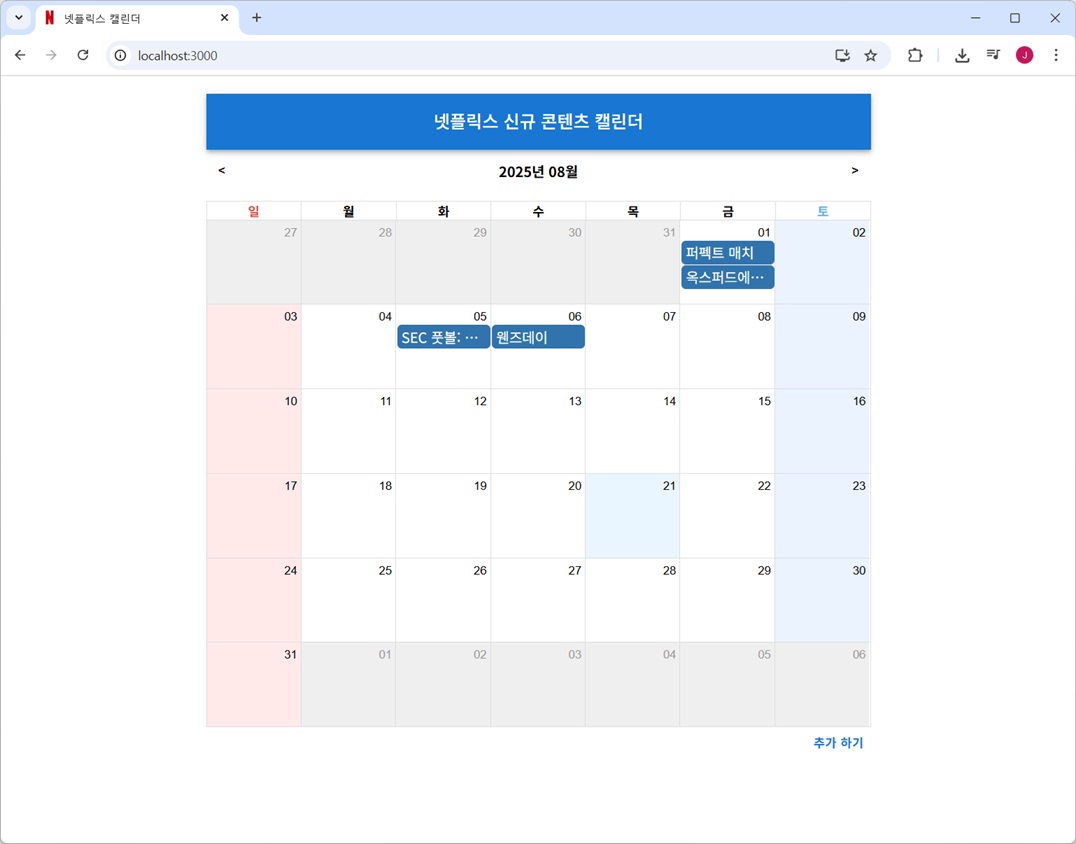 넷플릭스 캘린더
localhost:3000
J
넷플릭스 신규 콘텐츠 캘린더
< 2025년 08월 >
일 월 화 수 목 금 토
27 28 29 30 31 01 02
퍼펙트 매치
옥스퍼드에…
03 04 05 06 07 08 09
SEC 풋볼: … 웬즈데이
10 11 12 13 14 15 16
17 18 19 20 21 22 23
24 25 26 27 28 29 30
31 01 02 03 04 05 06
추가 하기